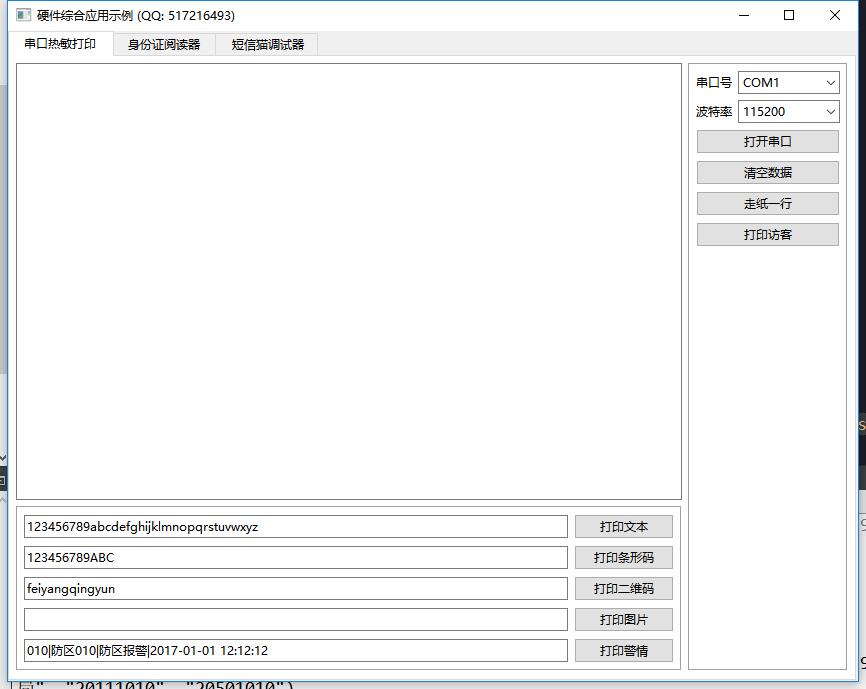 硬件综合应用示例 (QQ: 517216493)
串口热敏打印 身份证阅读器 短信猫调试器
串口号 COM1
波特率 115200
打开串口
清空数据
走纸一行
打印访客
123456789abcdefghijklmnopqrstuvwxyz 打印文本
123456789ABC 打印条形码
feiyangqingyun 打印二维码
打印图片
010|防区010|防区报警|2017-01-01 12:12:12 打印警情
"20111010", "20501010")